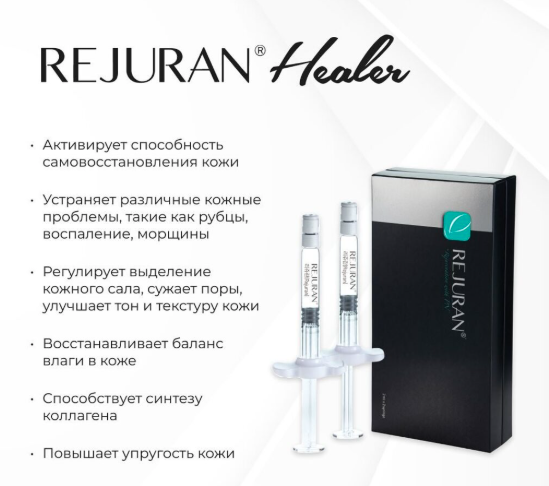 REJURAN® Healer
• Активирует способность
самовосстановления кожи
• Устраняет различные кожные
проблемы, такие как рубцы,
воспаление, морщины
• Регулирует выделение
кожного сала, сужает поры,
улучшает тон и текстуру кожи
• Восстанавливает баланс
влаги в коже
• Способствует синтезу
коллагена
• Повышает упругость кожи
REJURAN
REJURAN
REJURAN®